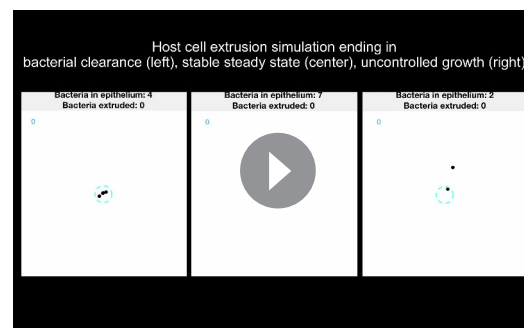 Host cell extrusion simulation ending in
bacterial clearance (left), stable steady state (center), uncontrolled growth (right)
Bacteria in epithelium: 4
Bacteria extruded: 0
0
Bacteria in epithelium: 7
Bacteria extruded: 0
0
Bacteria in epithelium: 2
Bacteria extruded: 0
0